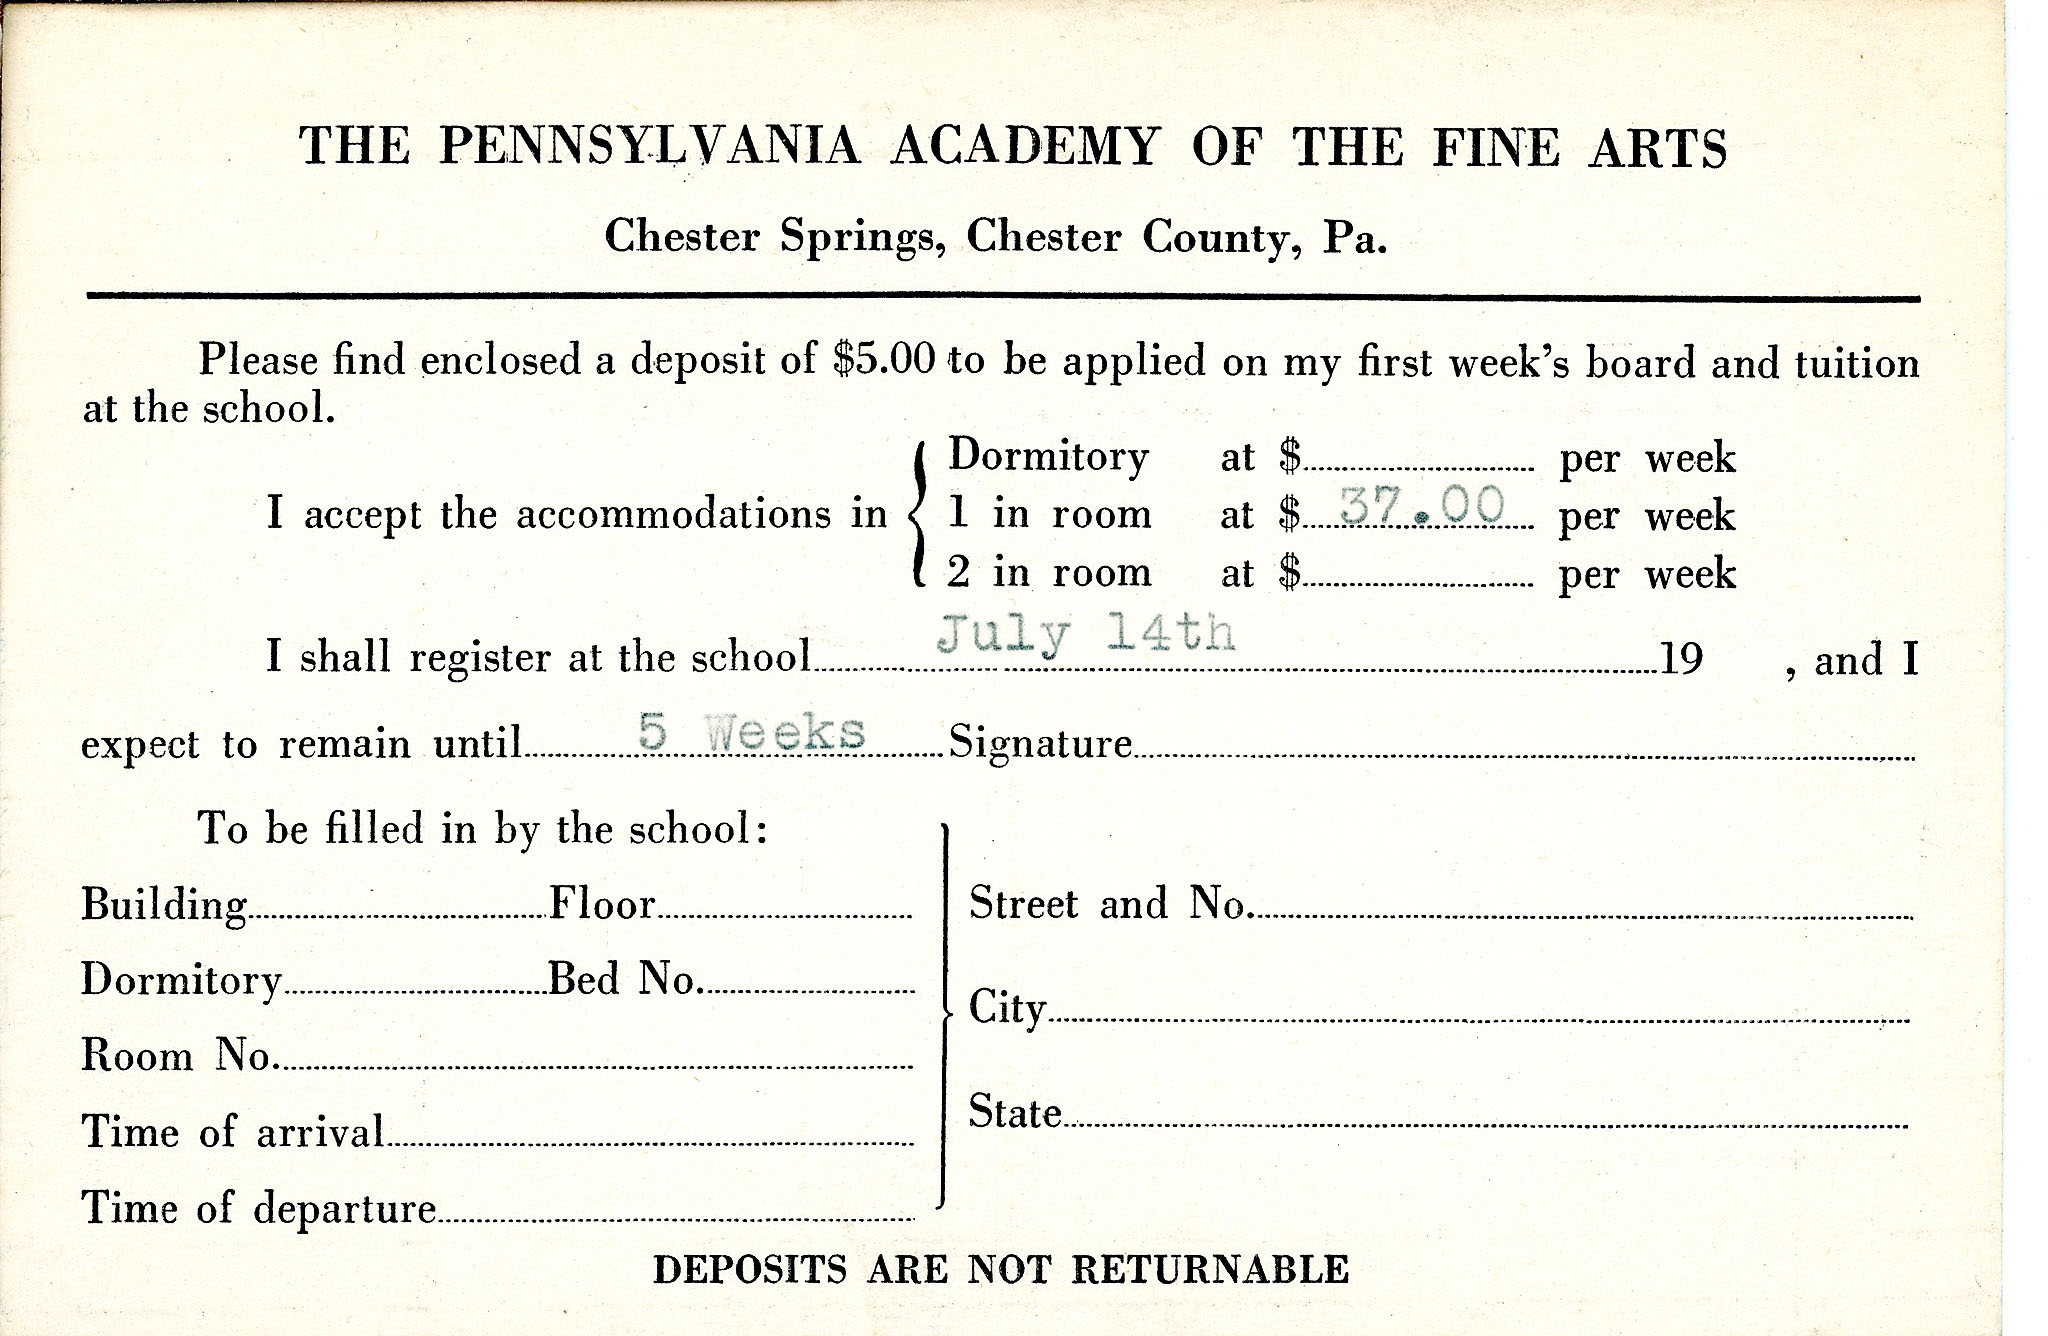 THE PENNSYLVANIA ACADEMY OF THE FINE ARTS
Chester Springs, Chester County, Pa.
Please find enclosed a deposit of $5.00 to be applied on my first week's board and tuition
at the school.
Dormitory at $ per week
I accept the accommodations in 1 in room at $ 37.00 per week
2 in room at $ per week
I shall register at the school July 14th 19 , and I
expect to remain until 5 Weeks Signature
To be filled in by the school:
Building Floor Street and No.
Dormitory Bed No.
City
Room No.
State
Time of arrival
Time of departure
DEPOSITS ARE NOT RETURNABLE